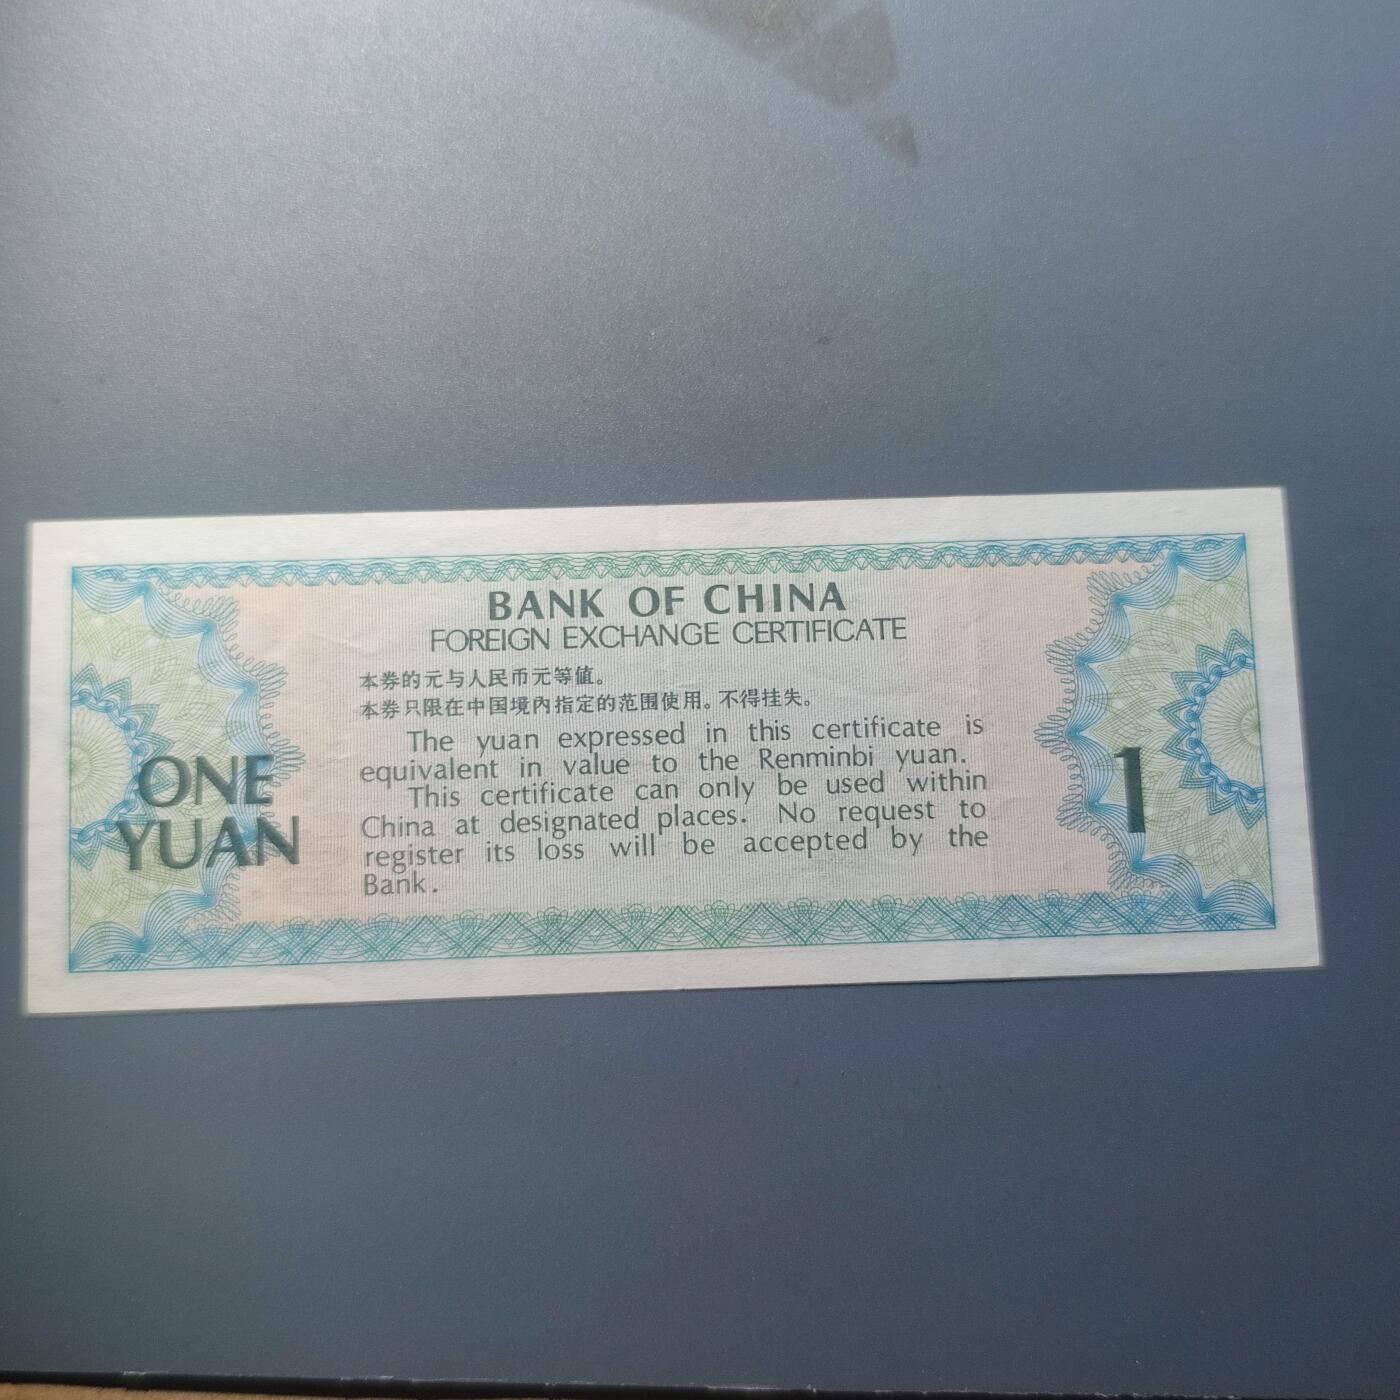 BANK OF CHINA
FOREIGN EXCHANGE CERTIFICATE
本券的元与人民币元等值。
本券只限在中国境内指定的范围使用。不得挂失。
The yuan expressed in this certificate is
equivalent in value to the Renminbi yuan.
This certificate can only be used within
China at designated places. No request to
register its loss will be accepted by the
Bank.
ONE
YUAN
1